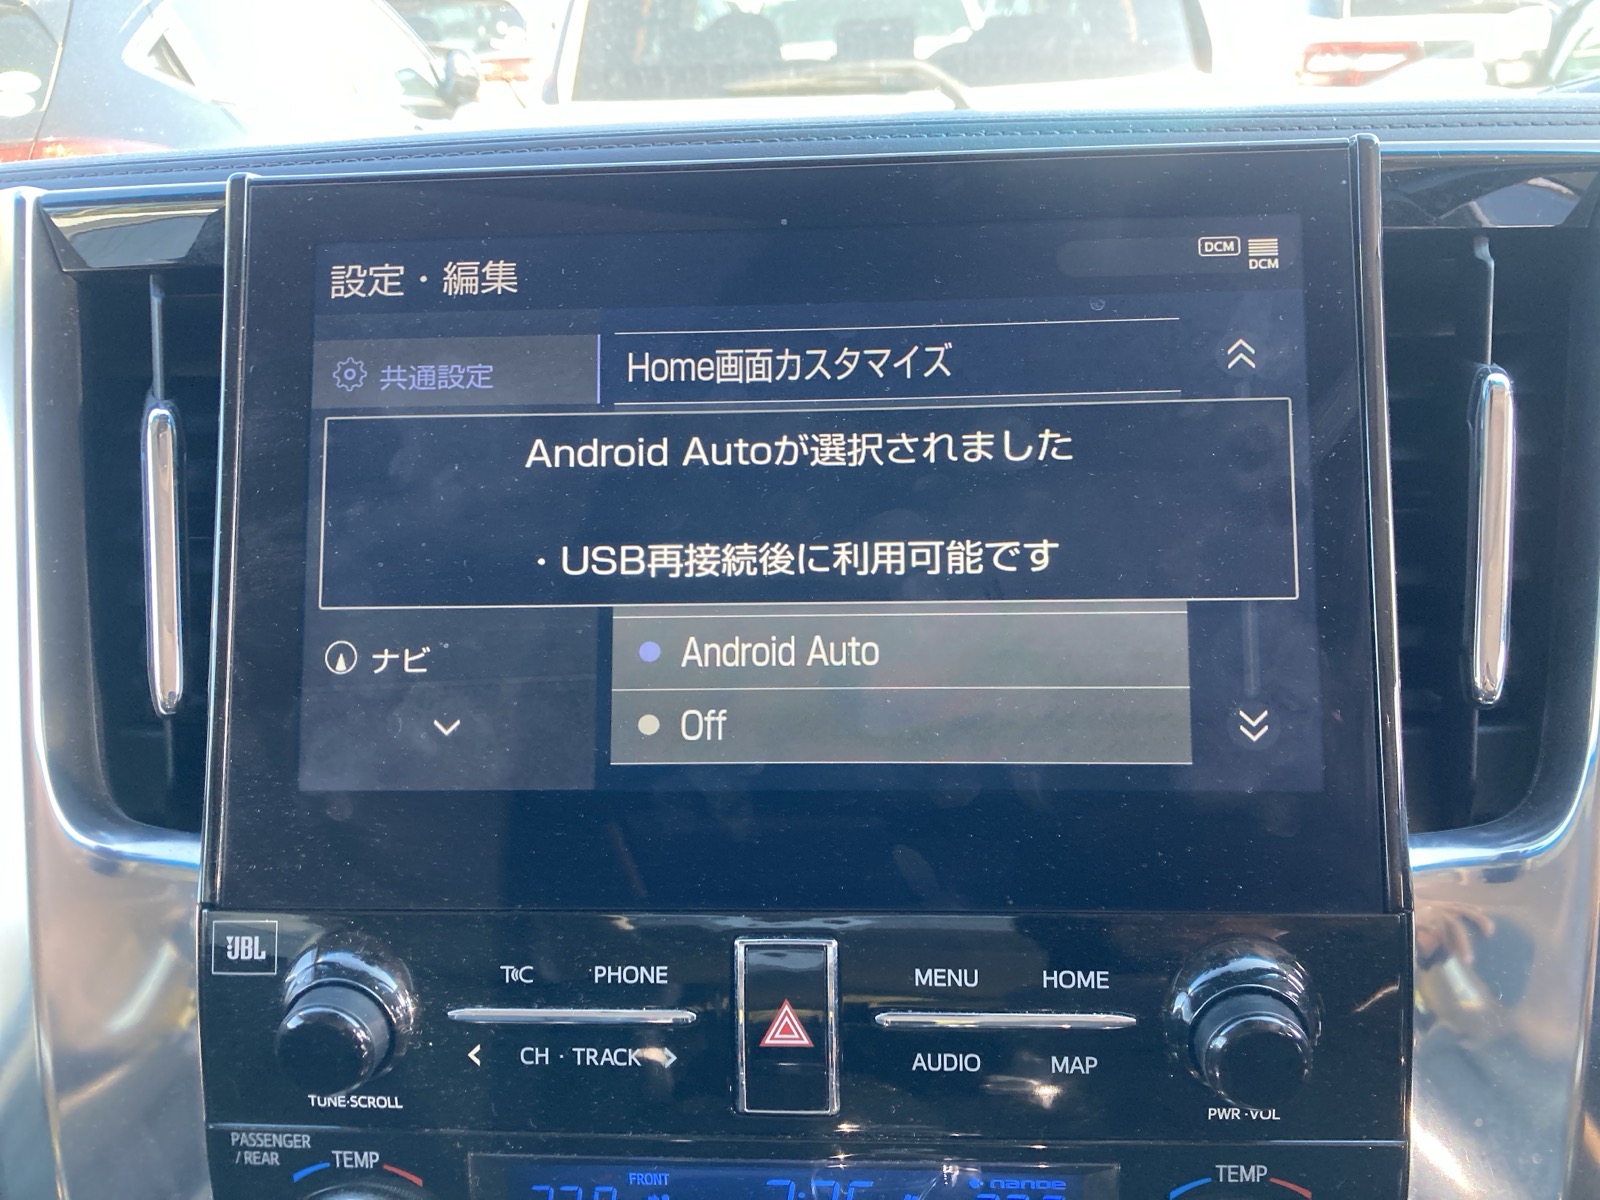 設定・編集
DCM
DCM
共通設定
Home画面カスタマイズ
Android Autoが選択されました
・USB再接続後に利用可能です
ナビ
Android Auto
Off
JBL
PHONE
MENU
HOME
CH・TRACK
AUDIO
MAP
TUNE・SCROLL
PWR・VOL
PASSENGER
/REAR
TEMP
FRONT
nanoe
TEMP